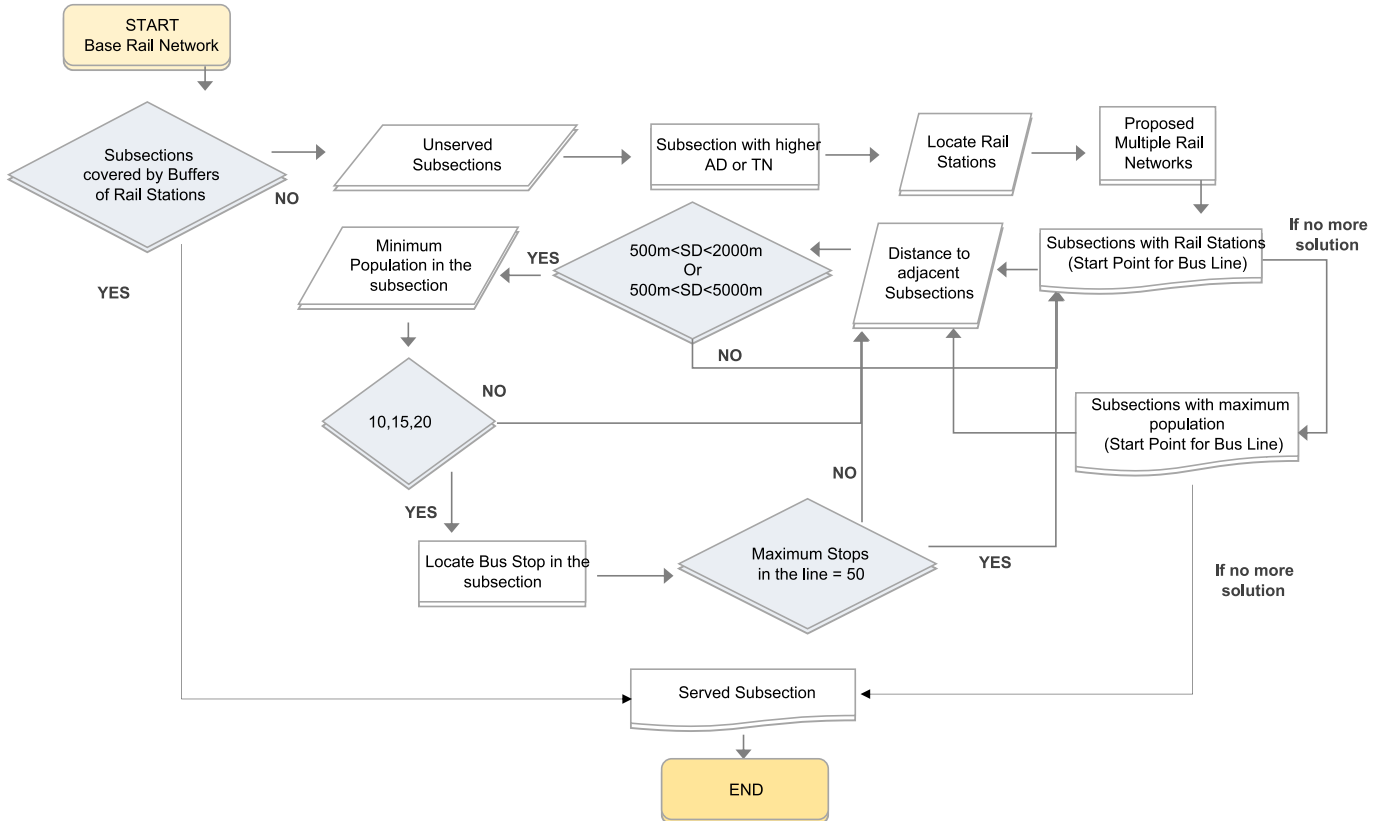 START
Base Rail Network
Subsections
covered by Buffers
of Rail Stations
NO
YES
Unserved
Subsections
Subsection with higher
AD or TN
Locate Rail
Stations
Proposed
Multiple Rail
Networks
If no more
solution
Subsections with Rail Stations
(Start Point for Bus Line)
Distance to
adjacent
Subsections
500m<SD<2000m
Or
500m<SD<5000m
YES
NO
Minimum
Population in the
subsection
10,15,20
NO
YES
Subsections with maximum
population
(Start Point for Bus Line)
Locate Bus Stop in the
subsection
Maximum Stops
in the line = 50
NO
YES
If no more
solution
Served Subsection
END